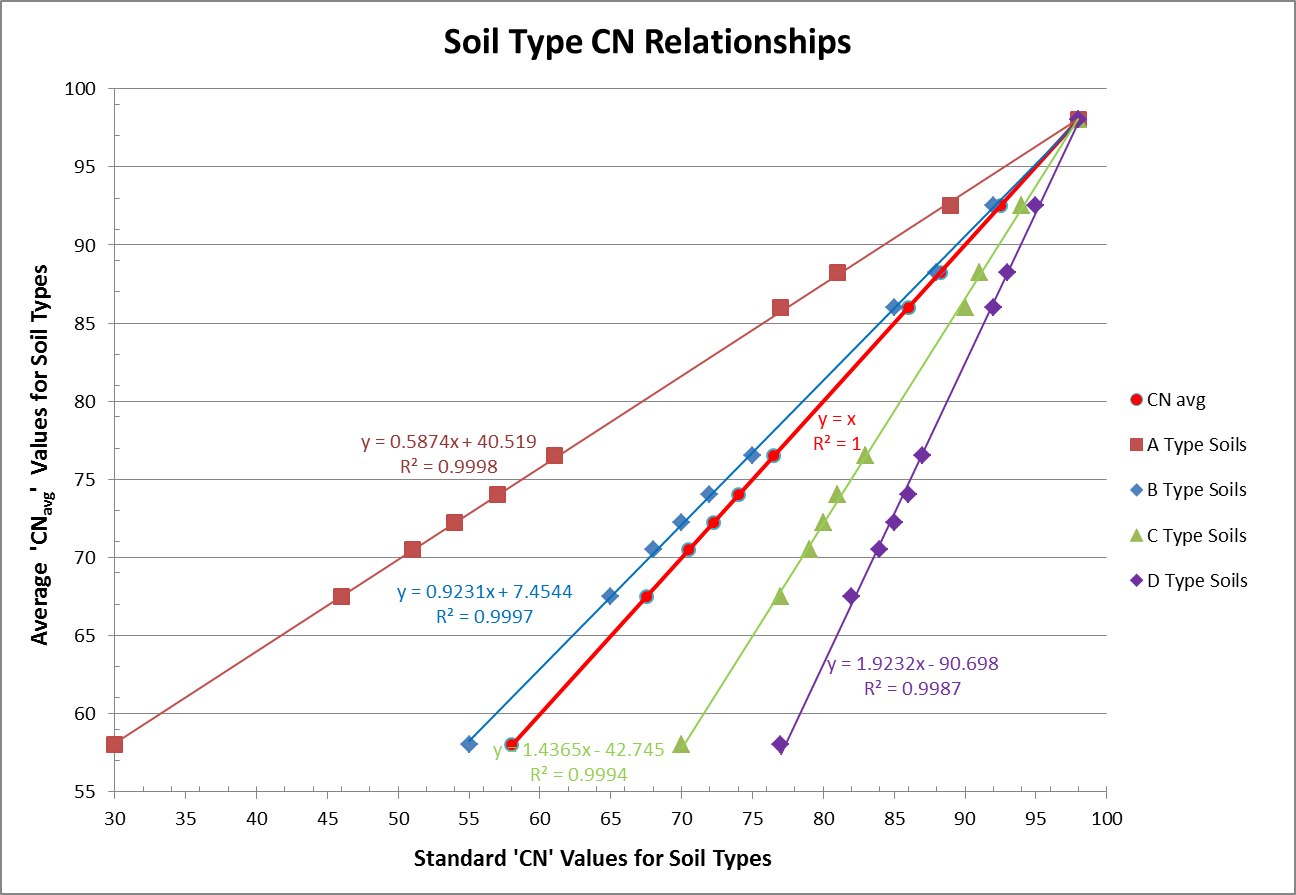 Soil Type CN Relationships
100
95
90
85
80
75
70
65
60
55
Average 'CNavg' Values for Soil Types
y = 0.5874x + 40.519
R² = 0.9998
y = x
R² = 1
y = 0.9231x + 7.4544
R² = 0.9997
y = 1.9232x - 90.698
R² = 0.9987
y = 1.4365x - 42.745
R² = 0.9994
CN avg
A Type Soils
B Type Soils
C Type Soils
D Type Soils
30 35 40 45 50 55 60 65 70 75 80 85 90 95 100
Standard 'CN' Values for Soil Types